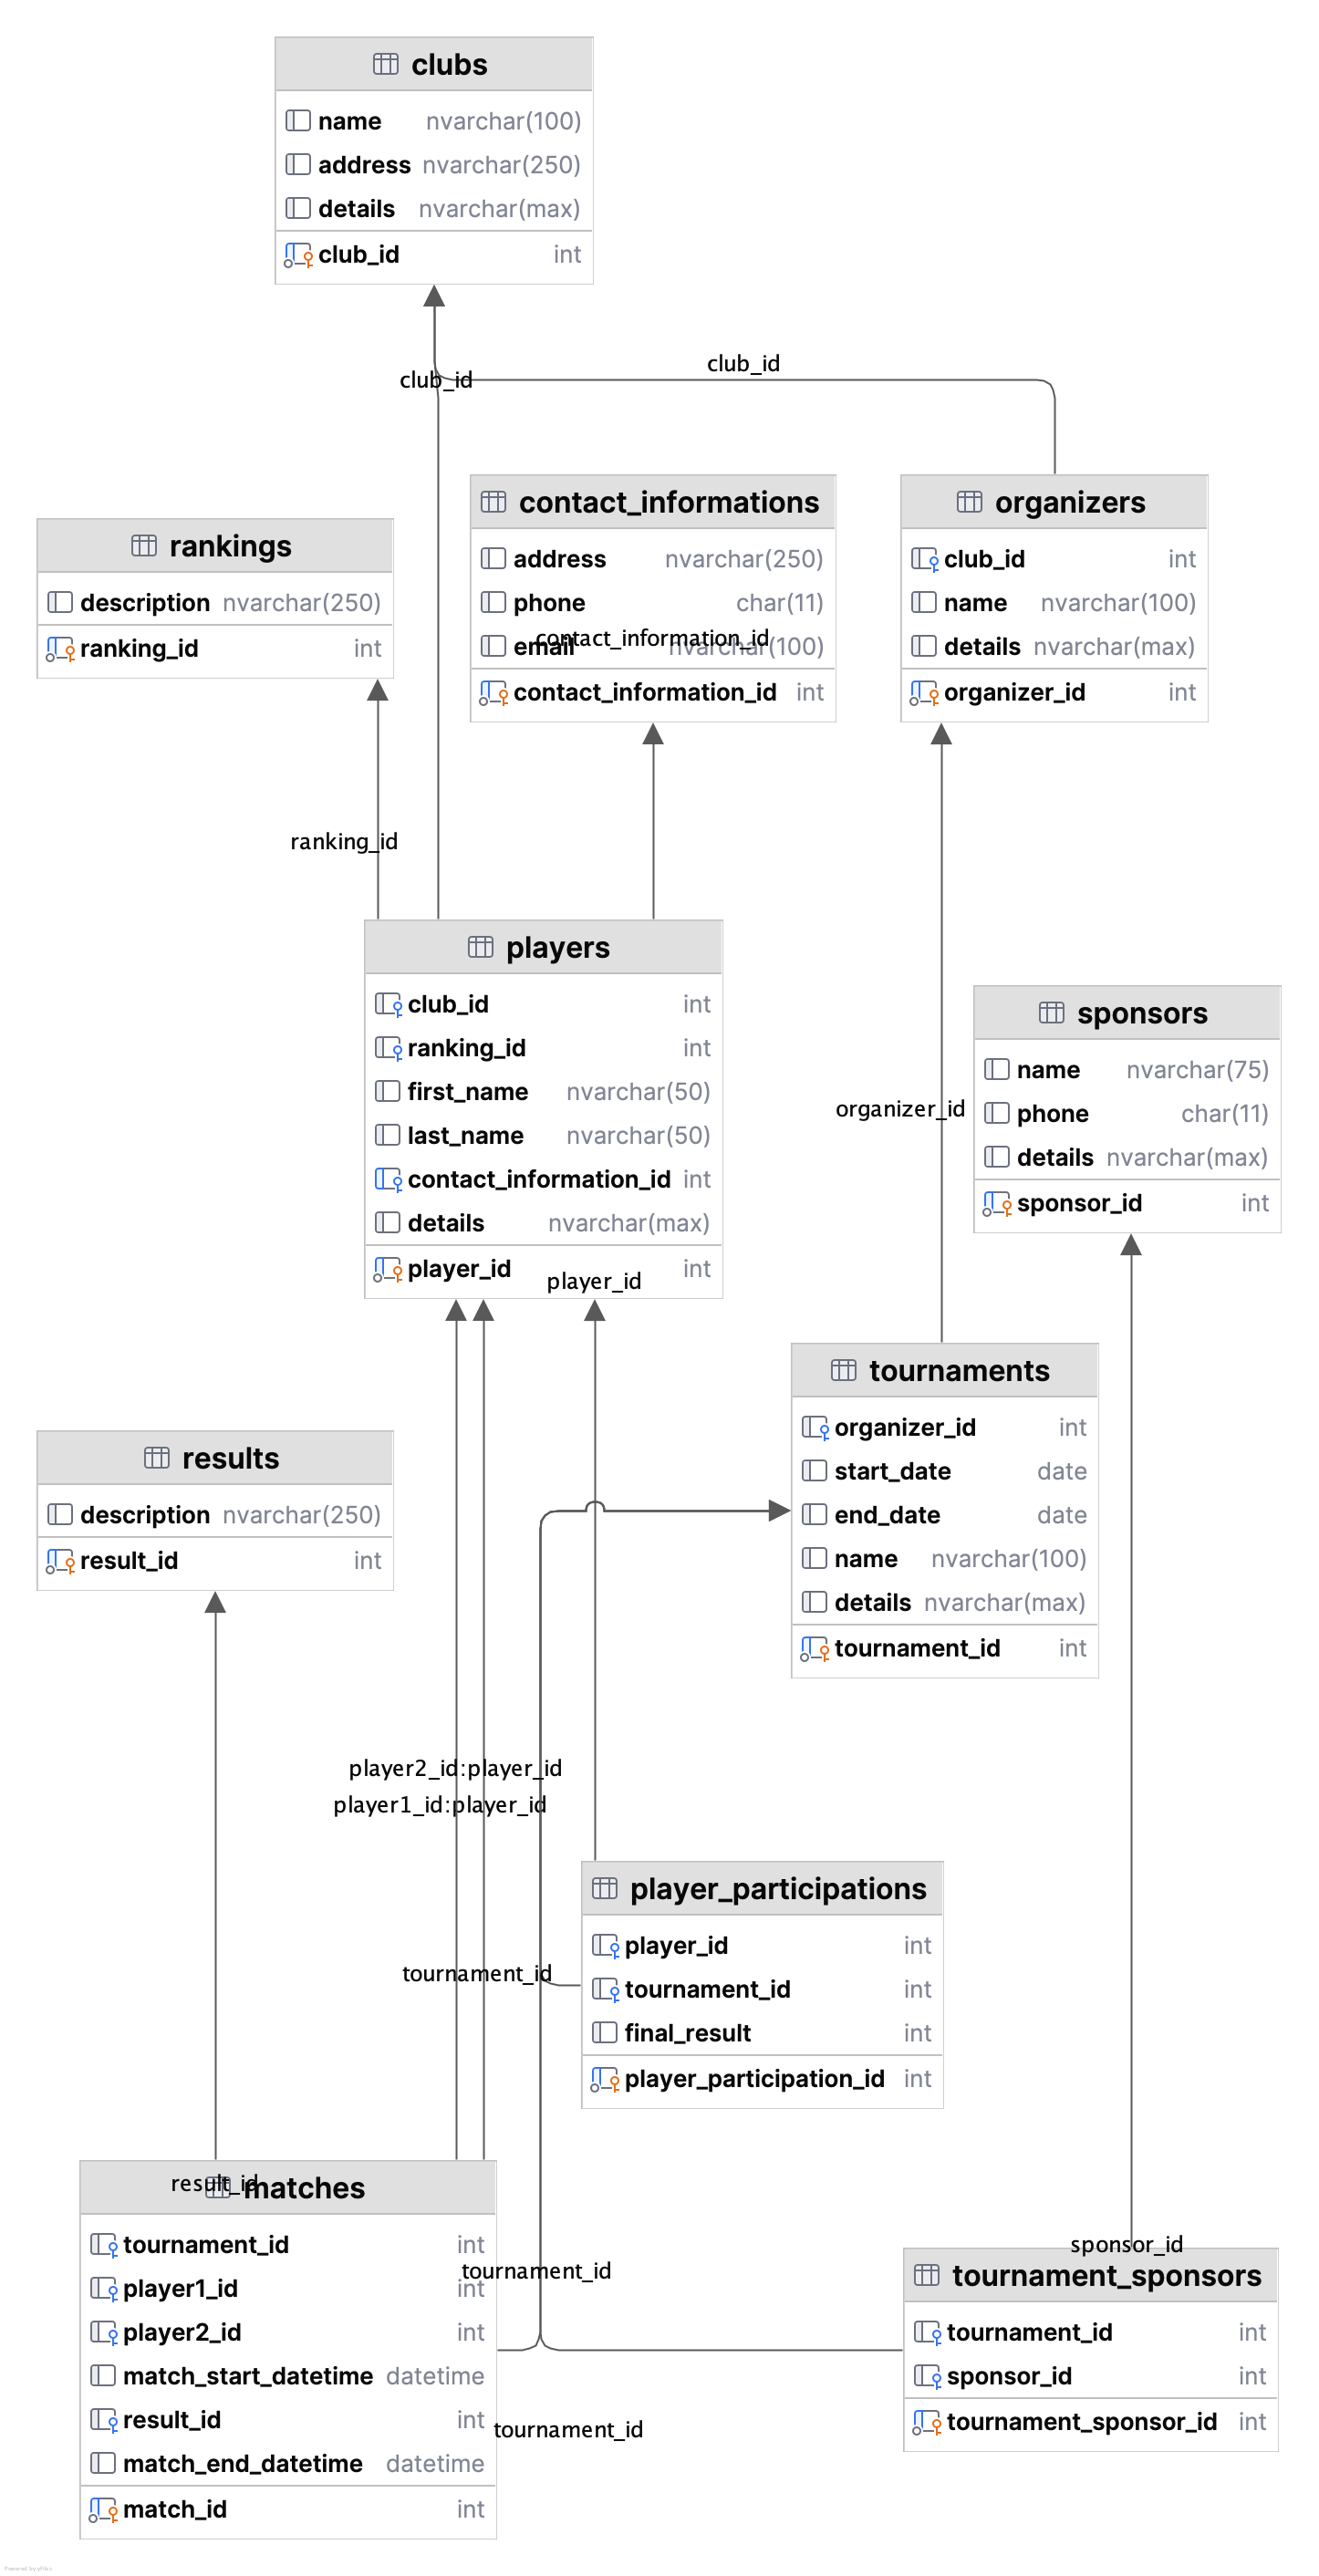 clubs
name nvarchar(100)
address nvarchar(250)
details nvarchar(max)
club_id int
club_id
club_id
contact_informations
address nvarchar(250)
phone char(11)
email nvarchar(100)
contact_information_id
contact_information_id int
organizers
club_id int
name nvarchar(100)
details nvarchar(max)
organizer_id int
rankings
description nvarchar(250)
ranking_id int
ranking_id
players
club_id int
ranking_id int
first_name nvarchar(50)
last_name nvarchar(50)
contact_information_id int
details nvarchar(max)
player_id int
player_id
organizer_id
sponsors
name nvarchar(75)
phone char(11)
details nvarchar(max)
sponsor_id int
tournaments
organizer_id int
start_date date
end_date date
name nvarchar(100)
details nvarchar(max)
tournament_id int
results
description nvarchar(250)
result_id int
player2_id:player_id
player1_id:player_id
player_participations
player_id int
tournament_id int
final_result int
player_participation_id int
tournament_id
result_id
matches
tournament_id int
player1_id int
player2_id int
match_start_datetime datetime
result_id int
match_end_datetime datetime
match_id int
tournament_id
tournament_id
sponsor_id
tournament_sponsors
tournament_id int
sponsor_id int
tournament_sponsor_id int
Powered by yFiles